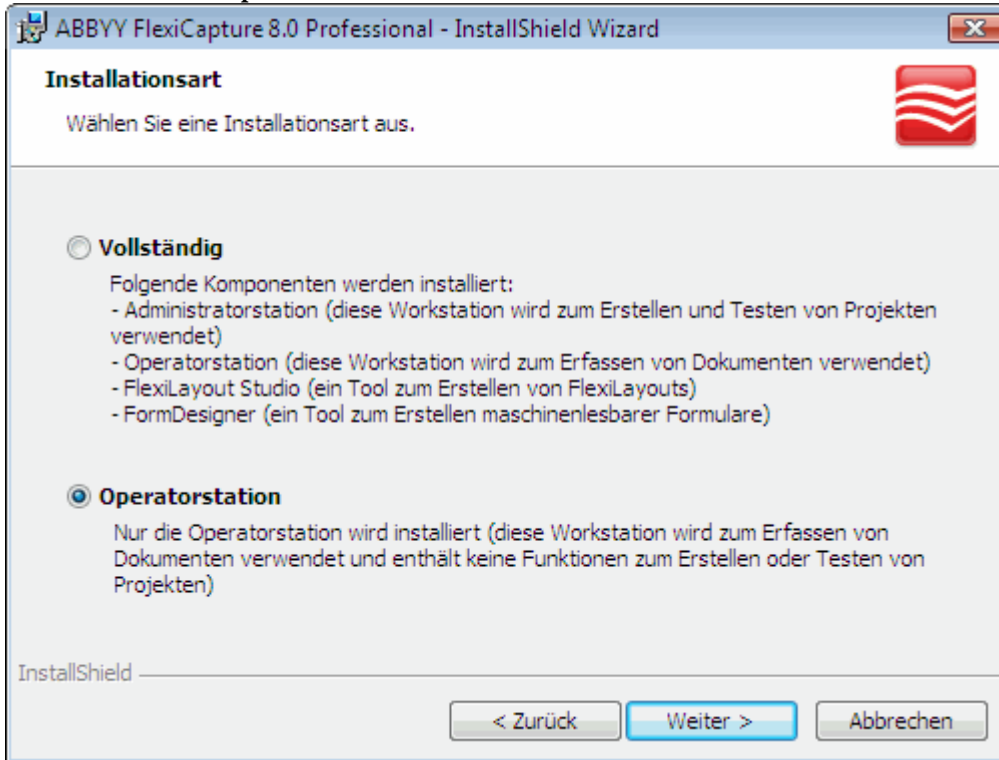 ABBYY FlexiCapture 8.0 Professional - InstallShield Wizard
Installationsart
Wählen Sie eine Installationsart aus.
Vollständig
Folgende Komponenten werden installiert:
- Administratorstation (diese Workstation wird zum Erstellen und Testen von Projekten
verwendet)
- Operatorstation (diese Workstation wird zum Erfassen von Dokumenten verwendet)
- FlexiLayout Studio (ein Tool zum Erstellen von FlexiLayouts)
- FormDesigner (ein Tool zum Erstellen maschinenlesbarer Formulare)
Operatorstation
Nur die Operatorstation wird installiert (diese Workstation wird zum Erfassen von
Dokumenten verwendet und enthält keine Funktionen zum Erstellen oder Testen von
Projekten)
InstallShield
< Zurück
Weiter >
Abbrechen